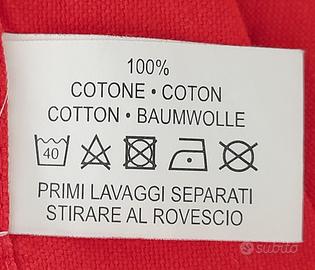 100%
COTONE • COTON
COTTON • BAUMWOLLE
40
PRIMI LAVAGGI SEPARATI
STIRARE AL ROVESCIO
subito